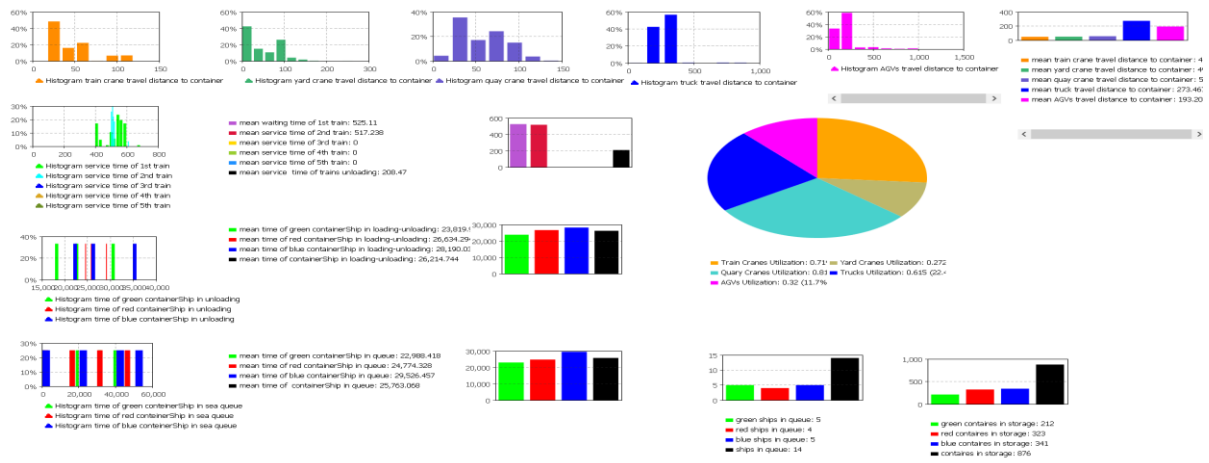 60%
40%
20%
0%
0
50
100
150
Histogram train crane travel distance to container
60%
40%
20%
0%
0
100
200
300
Histogram yard crane travel distance to container
40%
20%
0%
0
50
100
150
Histogram quay crane travel distance to container
60%
40%
20%
0%
0
500
1,000
Histogram truck travel distance to container
60%
40%
20%
0%
0
500
1,000
1,500
Histogram AGVs travel distance to container
400
200
0
mean train crane travel distance to container: 4
mean yard crane travel distance to container: 4
mean quay crane travel distance to container: 5
mean truck travel distance to container: 273.467
mean AGVs travel distance to container: 193.20
30%
20%
10%
0%
0
200
400
600
800
Histogram service time of 1st train
Histogram service time of 2nd train
Histogram service time of 3rd train
Histogram service time of 4th train
Histogram service time of 5th train
mean waiting time of 1st train: 525.11
mean service time of 2nd train: 517.238
mean service time of 3rd train: 0
mean service time of 4th train: 0
mean service time of 5th train: 0
mean service time of trains unloading: 208.47
600
400
200
0
Train Cranes Utilization: 0.71
Yard Cranes Utilization: 0.272
Quary Cranes Utilization: 0.81
Trucks Utilization: 0.615 (22.
AGVs Utilization: 0.32 (11.7%
40%
20%
0%
15,000
20,000
25,000
30,000
35,000
40,000
Histogram time of green containerShip in unloading
Histogram time of red containerShip in unloading
Histogram time of blue containerShip in unloading
mean time of green containerShip in loading-unloading: 23,819.
mean time of red containerShip in loading-unloading: 26,634.29
mean time of blue containerShip in loading-unloading: 28,190.0
mean time of containerShip in loading-unloading: 26,214.744
30,000
20,000
10,000
0
30%
20%
10%
0%
0
20,000
40,000
60,000
Histogram time of green conteinerShip in sea queue
Histogram time of red conteinerShip in sea queue
Histogram time of blue conteinerShip in sea queue
mean time of green containerShip in queue: 22,988.418
mean time of red containerShip in queue: 24,774.328
mean time of blue containerShip in queue: 29,526.457
mean time of containerShip in queue: 25,763.068
30,000
20,000
10,000
0
15
10
5
0
green ships in queue: 5
red ships in queue: 4
blue ships in queue: 5
ships in queue: 14
1,000
500
0
green contaires in storage: 212
red contaires in storage: 323
blue contaires in storage: 341
contaires in storage: 876